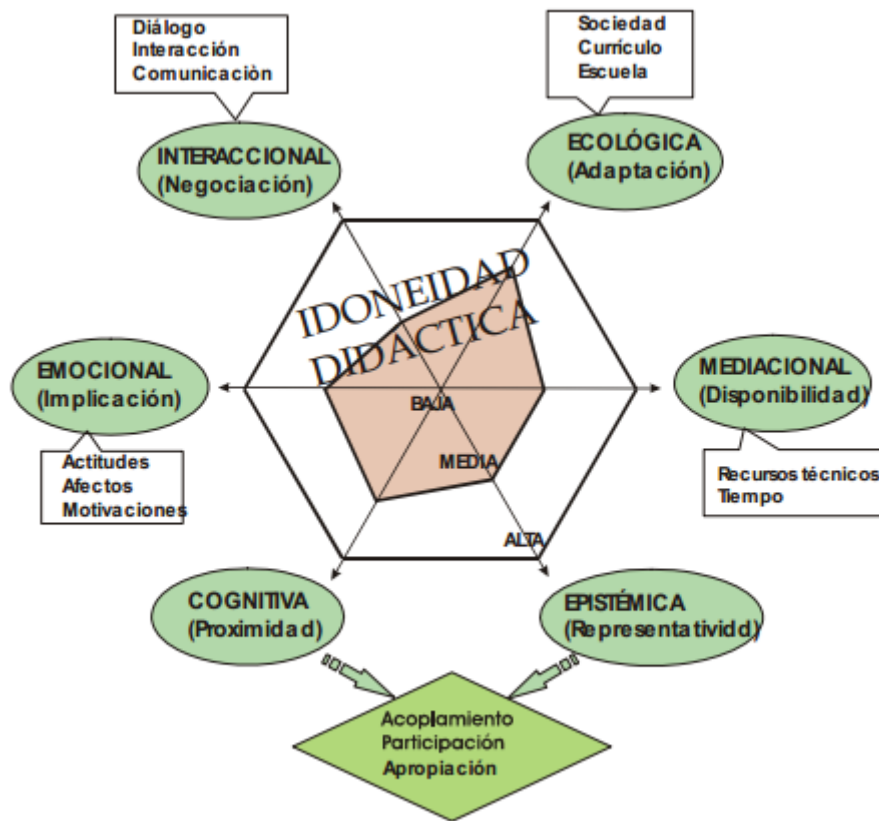 Diálogo
Interacción
Comunicaciòn
Sociedad
Currículo
Escuela
INTERACCIONAL
(Negociación)
ECOLÓGICA
(Adaptación)
IDONEIDAD
DIDACTICA
EMOCIONAL
(Implicación)
MEDIACIONAL
(Disponibilidad)
BAJA
MEDIA
ALTA
Actitudes
Afectos
Motivaciones
Recursos técnicos
Tiempo
COGNITIVA
(Proximidad)
EPISTÉMICA
(Representatividd)
Acoplamiento
Participación
Apropiación